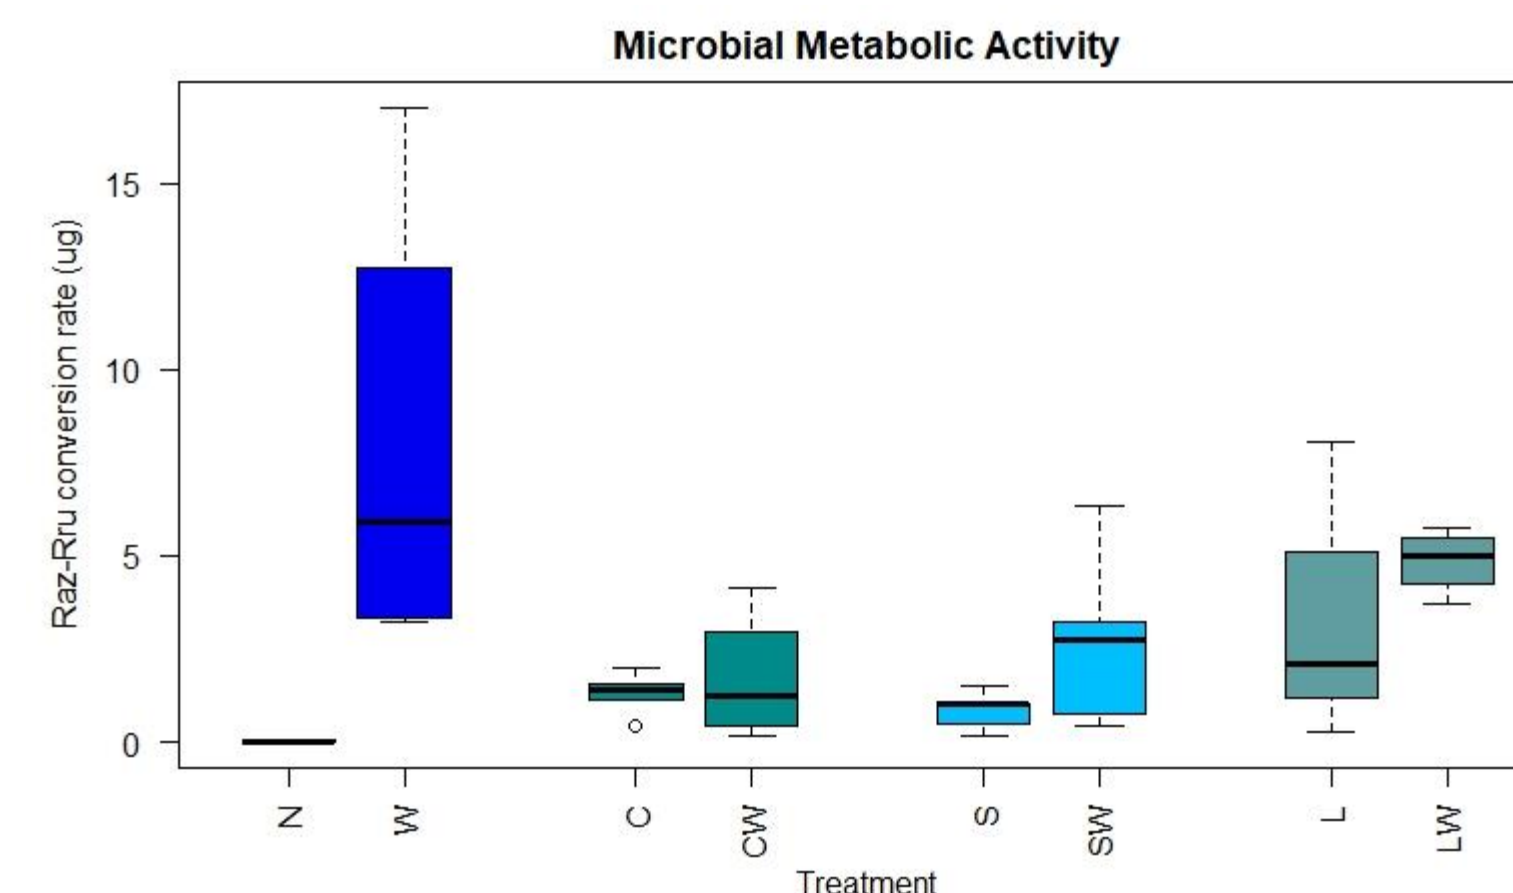 Microbial Metabolic Activity
Raz-Rru conversion rate (ug)
15
10
5
0
N
W
C
CW
S
SW
L
LW
Treatment